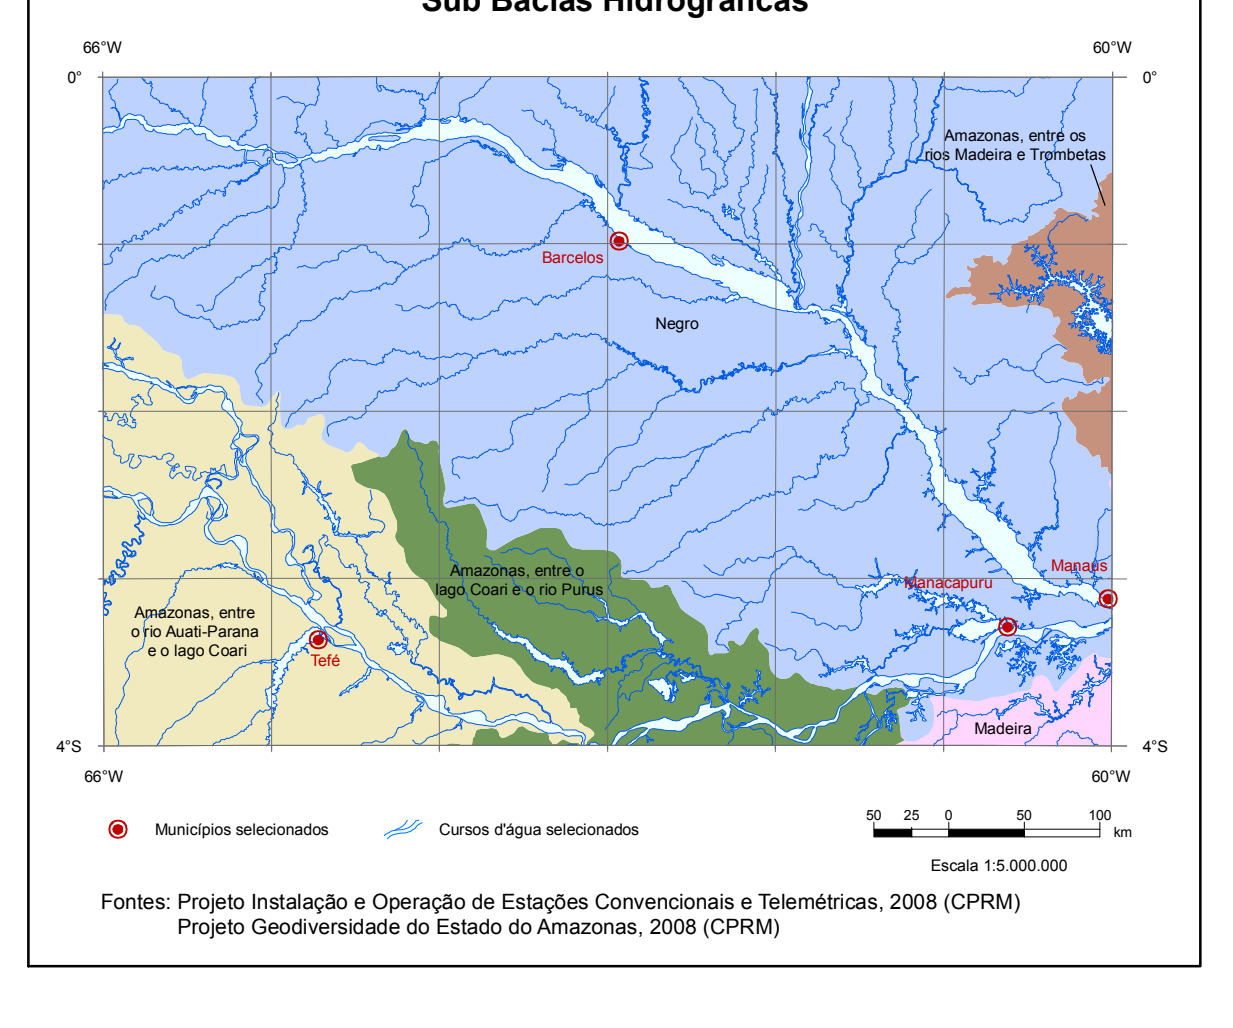 Sub Bacias Hidrográficas
66°W
60°W
0°
0°
Amazonas, entre os
rios Madeira e Trombetas
Barcelos
Negro
Manaus
Manacapuru
Amazonas, entre o
lago Coari e o rio Purus
Amazonas, entre
o rio Auati-Parana
e o lago Coari
Tefé
Madeira
4°S
4°S
66°W
60°W
Municípios selecionados
Cursos d'água selecionados
50 25 0 50 100
km
Escala 1:5.000.000
Fontes: Projeto Instalação e Operação de Estações Convencionais e Telemétricas, 2008 (CPRM)
Projeto Geodiversidade do Estado do Amazonas, 2008 (CPRM)